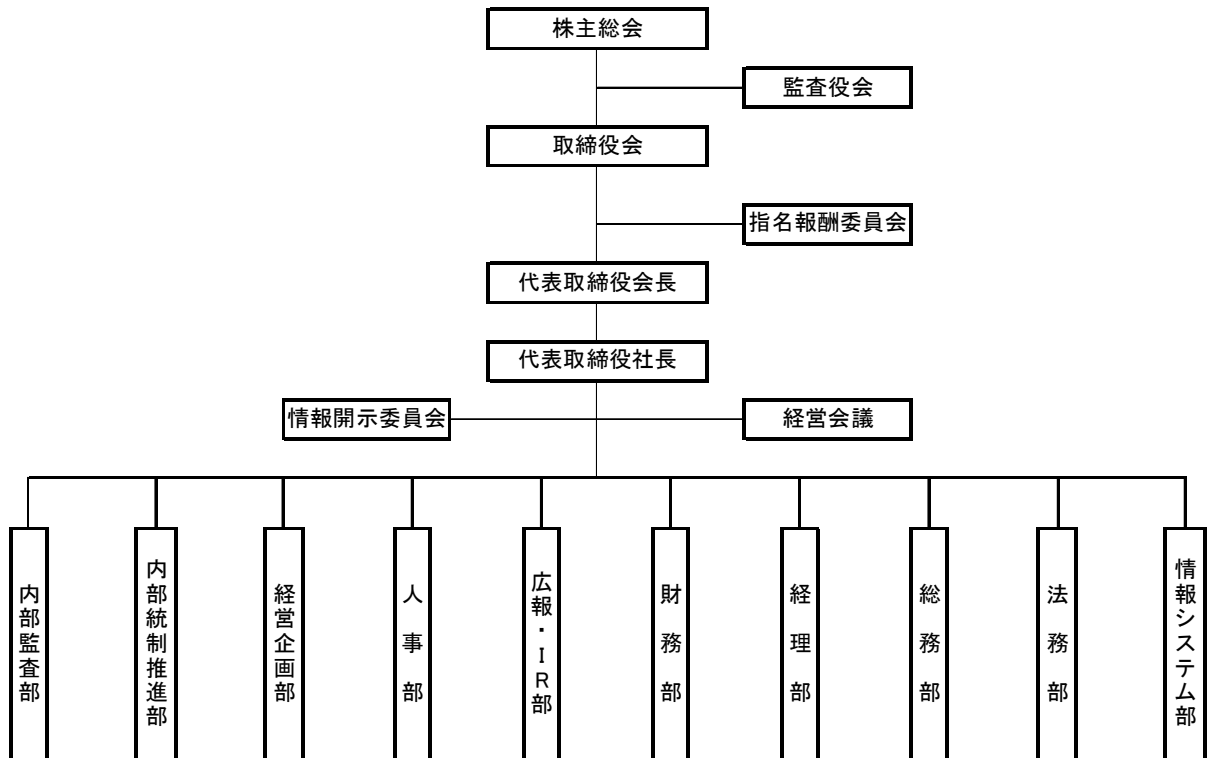 株主総会
監査役会
取締役会
指名報酬委員会
代表取締役会長
代表取締役社長
情報開示委員会
経営会議
内部監査部
内部統制推進部
経営企画部
人事部
広報・IR部
財務部
経理部
総務部
法務部
情報システム部